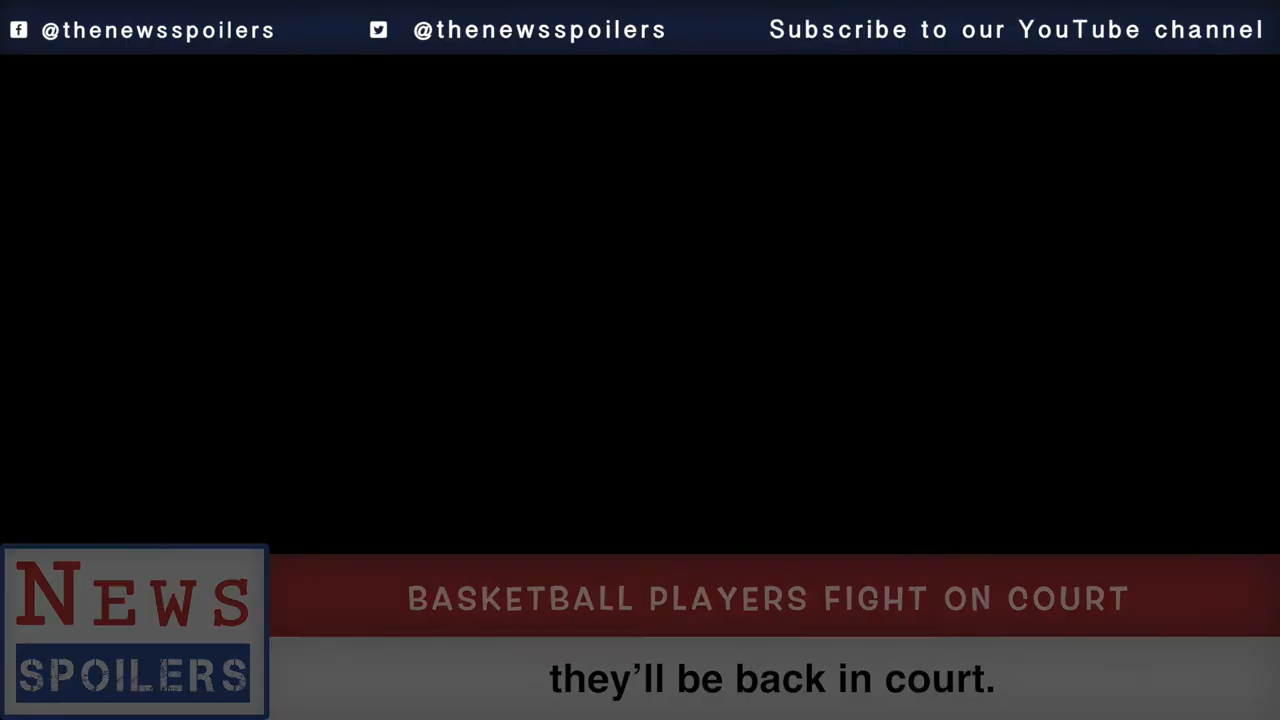 @thenewsspoilers @thenewsspoilers Subscribe to our YouTube channel
NEWS
SPOILERS
BASKETBALL PLAYERS FIGHT ON COURT
they’ll be back in court.